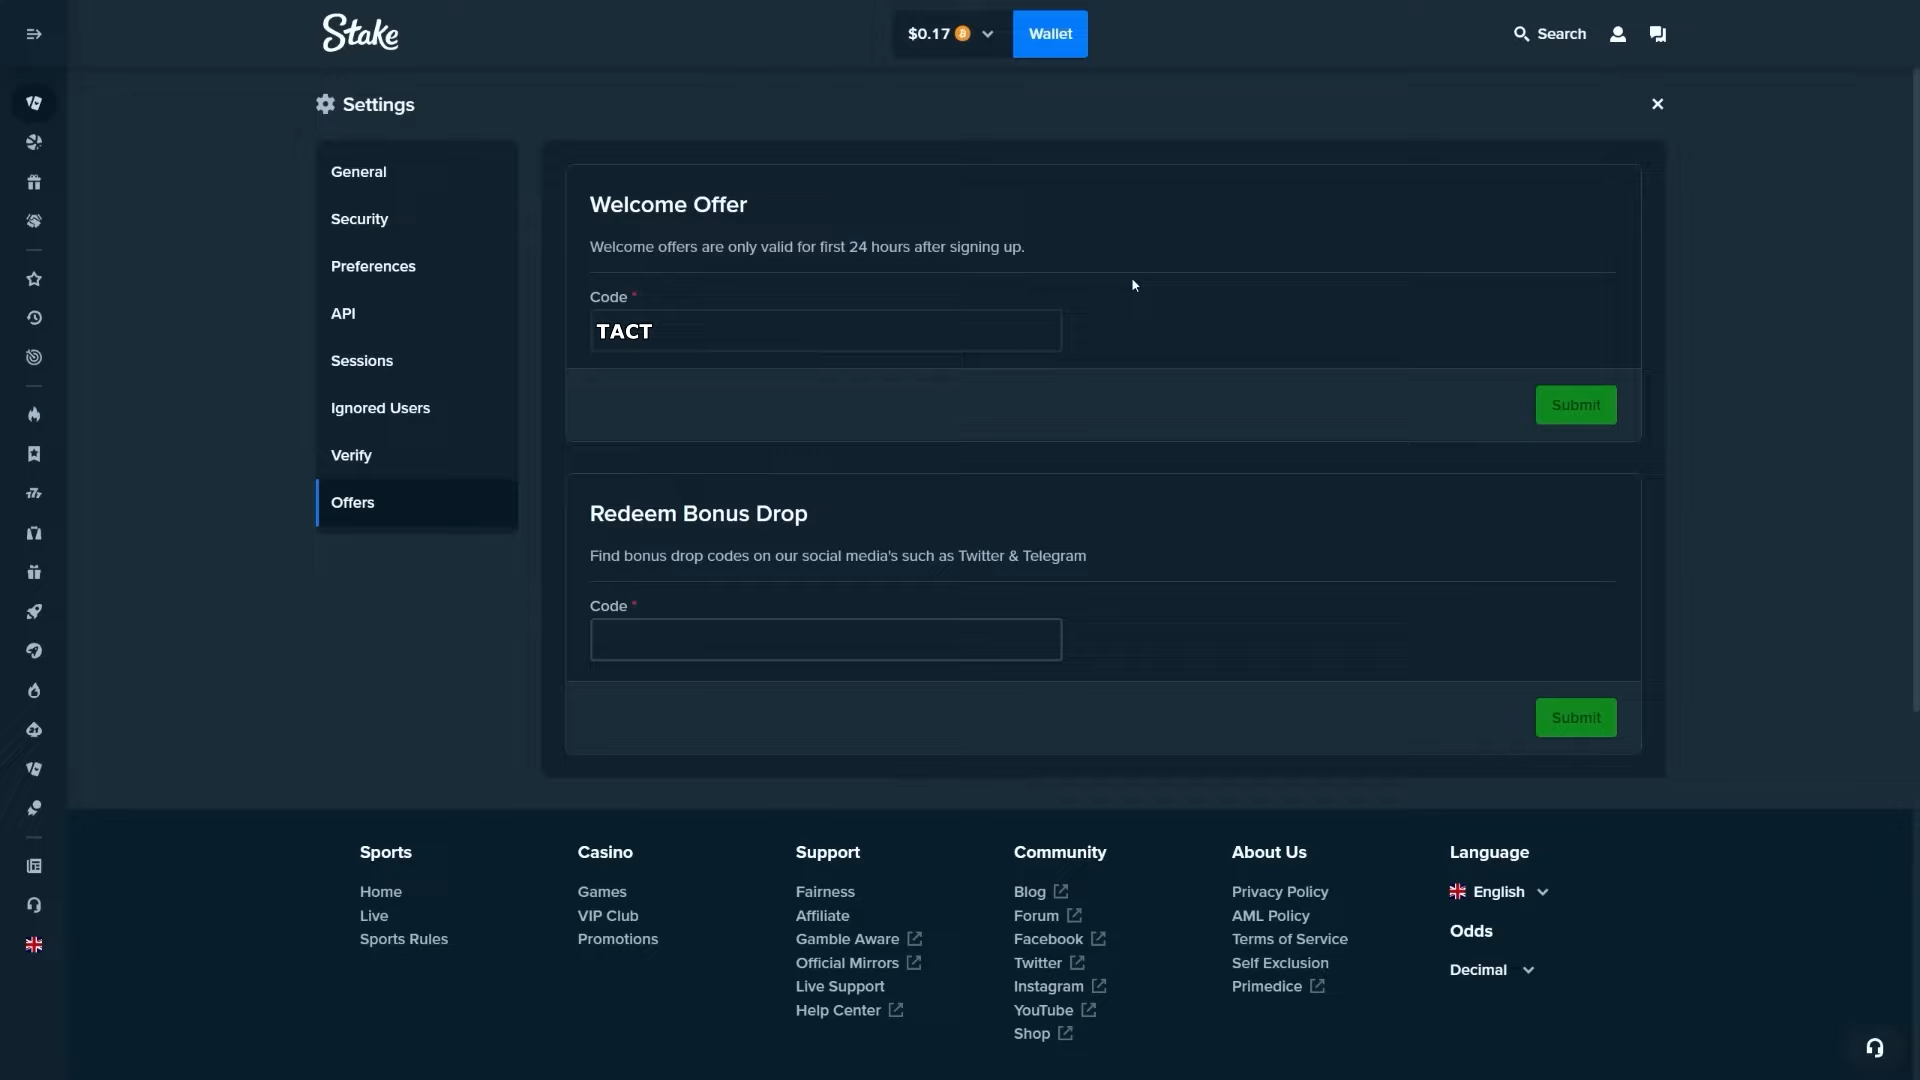 Stake
$0.17
Wallet
Search
Settings
General
Security
Preferences
API
Sessions
Ignored Users
Verify
Offers
Welcome Offer
Welcome offers are only valid for first 24 hours after signing up.
Code *
TACT
Submit
Redeem Bonus Drop
Find bonus drop codes on our social media's such as Twitter & Telegram
Code *
Submit
Sports
Home
Live
Sports Rules
Casino
Games
VIP Club
Promotions
Support
Fairness
Affiliate
Gamble Aware
Official Mirrors
Live Support
Help Center
Community
Blog
Forum
Facebook
Twitter
Instagram
YouTube
Shop
About Us
Privacy Policy
AML Policy
Terms of Service
Self Exclusion
Primedice
Language
English
Odds
Decimal